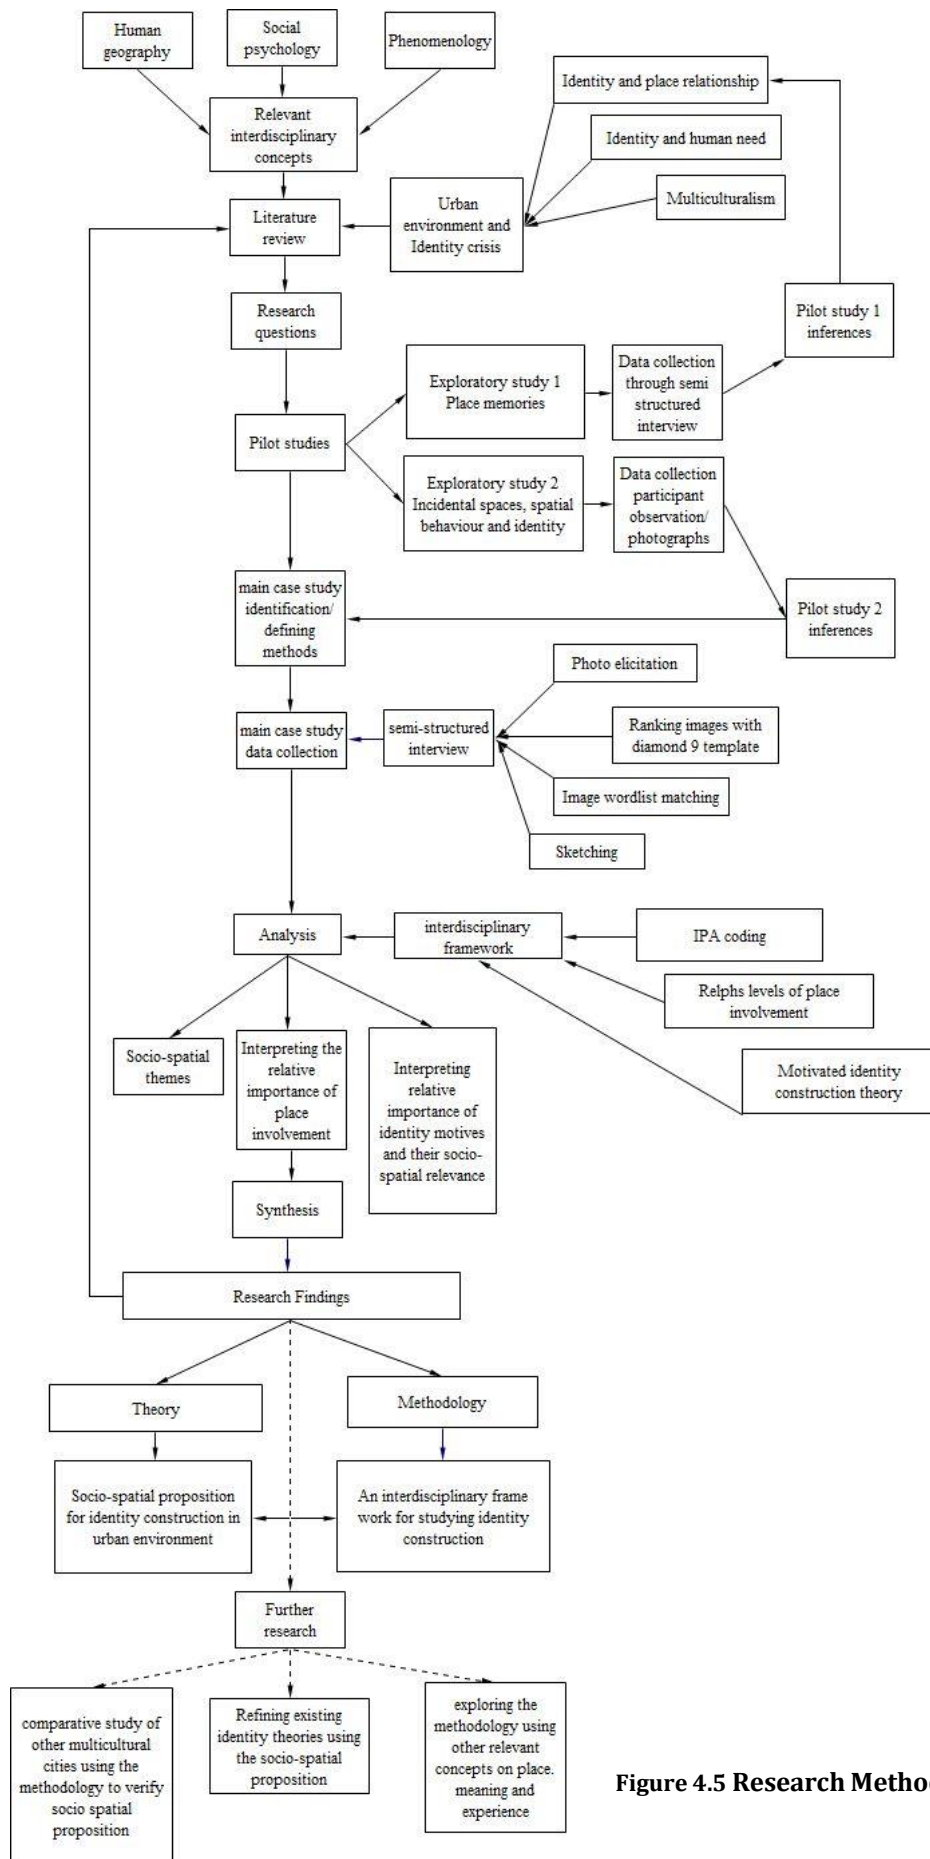 Human
geography
Social
psychology
Phenomenology
Relevant
interdisciplinary
concepts
Identity and place relationship
Identity and human need
Multiculturalism
Urban
environment and
Identity crisis
Literature
review
Research
questions
Pilot study 1
inferences
Exploratory study 1
Place memories
Data collection
through semi
structured
interview
Pilot studies
Exploratory study 2
Incidental spaces, spatial
behaviour and identity
Data collection
participant
observation/
photographs
main case study
identification/
defining
methods
Pilot study 2
inferences
Photo elicitation
main case study
data collection
semi-structured
interview
Ranking images with
diamond 9 template
Image wordlist matching
Sketching
Analysis
interdisciplinary
framework
IPA coding
Relphs levels of place
involvement
Motivated identity
construction theory
Socio-spatial
themes
Interpreting the
relative
importance of
place
involvement
Interpreting
relative
importance of
identity motives
and their socio-
spatial relevance
Synthesis
Research Findings
Theory
Methodology
Socio-spatial proposition
for identity construction in
urban environment
An interdisciplinary frame
work for studying identity
construction
Further
research
comparative study of
other multicultural
cities using the
methodology to verify
socio spatial
proposition
Refining existing
identity theories using
the socio-spatial
proposition
exploring the
methodology using
other relevant
concepts on place.
meaning and
experience
Figure 4.5 Research Metho